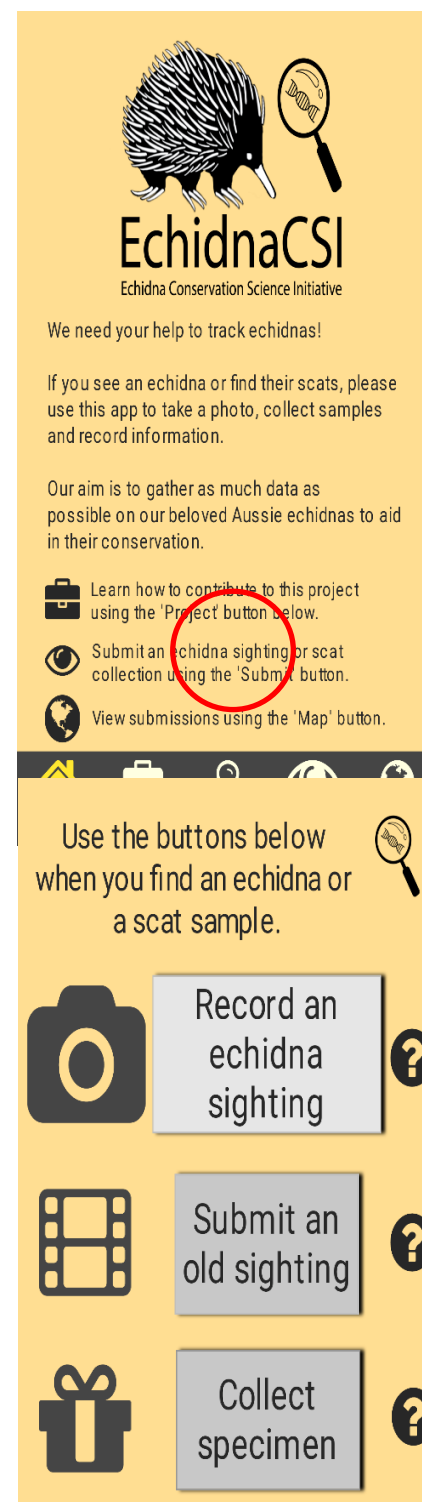 EchidnaCSI
Echidna Conservation Science Initiative
We need your help to track echidnas!
If you see an echidna or find their scats, please
use this app to take a photo, collect samples
and record information.
Our aim is to gather as much data as
possible on our beloved Aussie echidnas to aid
in their conservation.
Learn how to contribute to this project
using the 'Project' button below.
Submit an echidna sighting or scat
collection using the 'Submit' button.
View submissions using the 'Map' button.
Use the buttons below
when you find an echidna or
a scat sample.
Record an
echidna
sighting
?
Submit an
old sighting
?
Collect
specimen
?